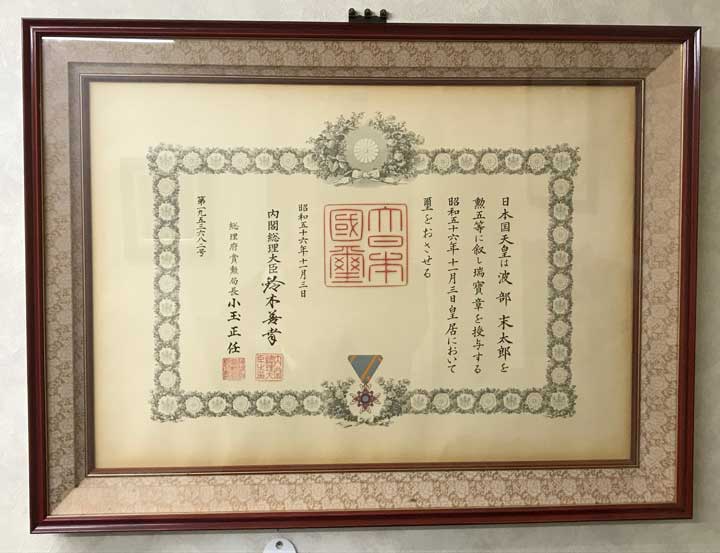 日本国天皇は波部末太郎を
勲五等に叙し瑞寶章を授与する
昭和五十六年十一月三日皇居において
璽をおさせる
大日本
國璽
昭和五十六年十一月三日
内閣総理大臣鈴木善幸
総理府賞勲局長小玉正任
第一九五三六八二号